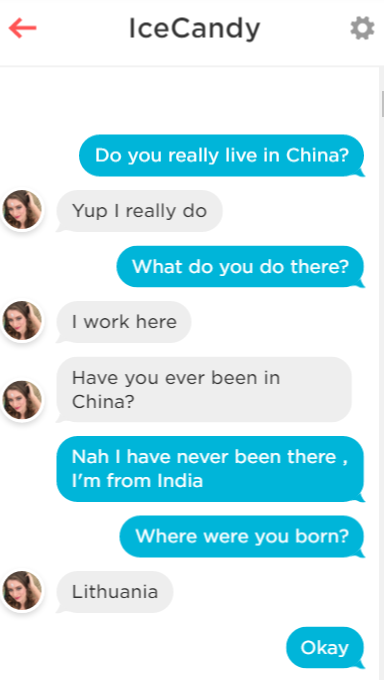 IceCandy
Do you really live in China?
Yup I really do
What do you do there?
I work here
Have you ever been in
China?
Nah I have never been there ,
I'm from India
Where were you born?
Lithuania
Okay